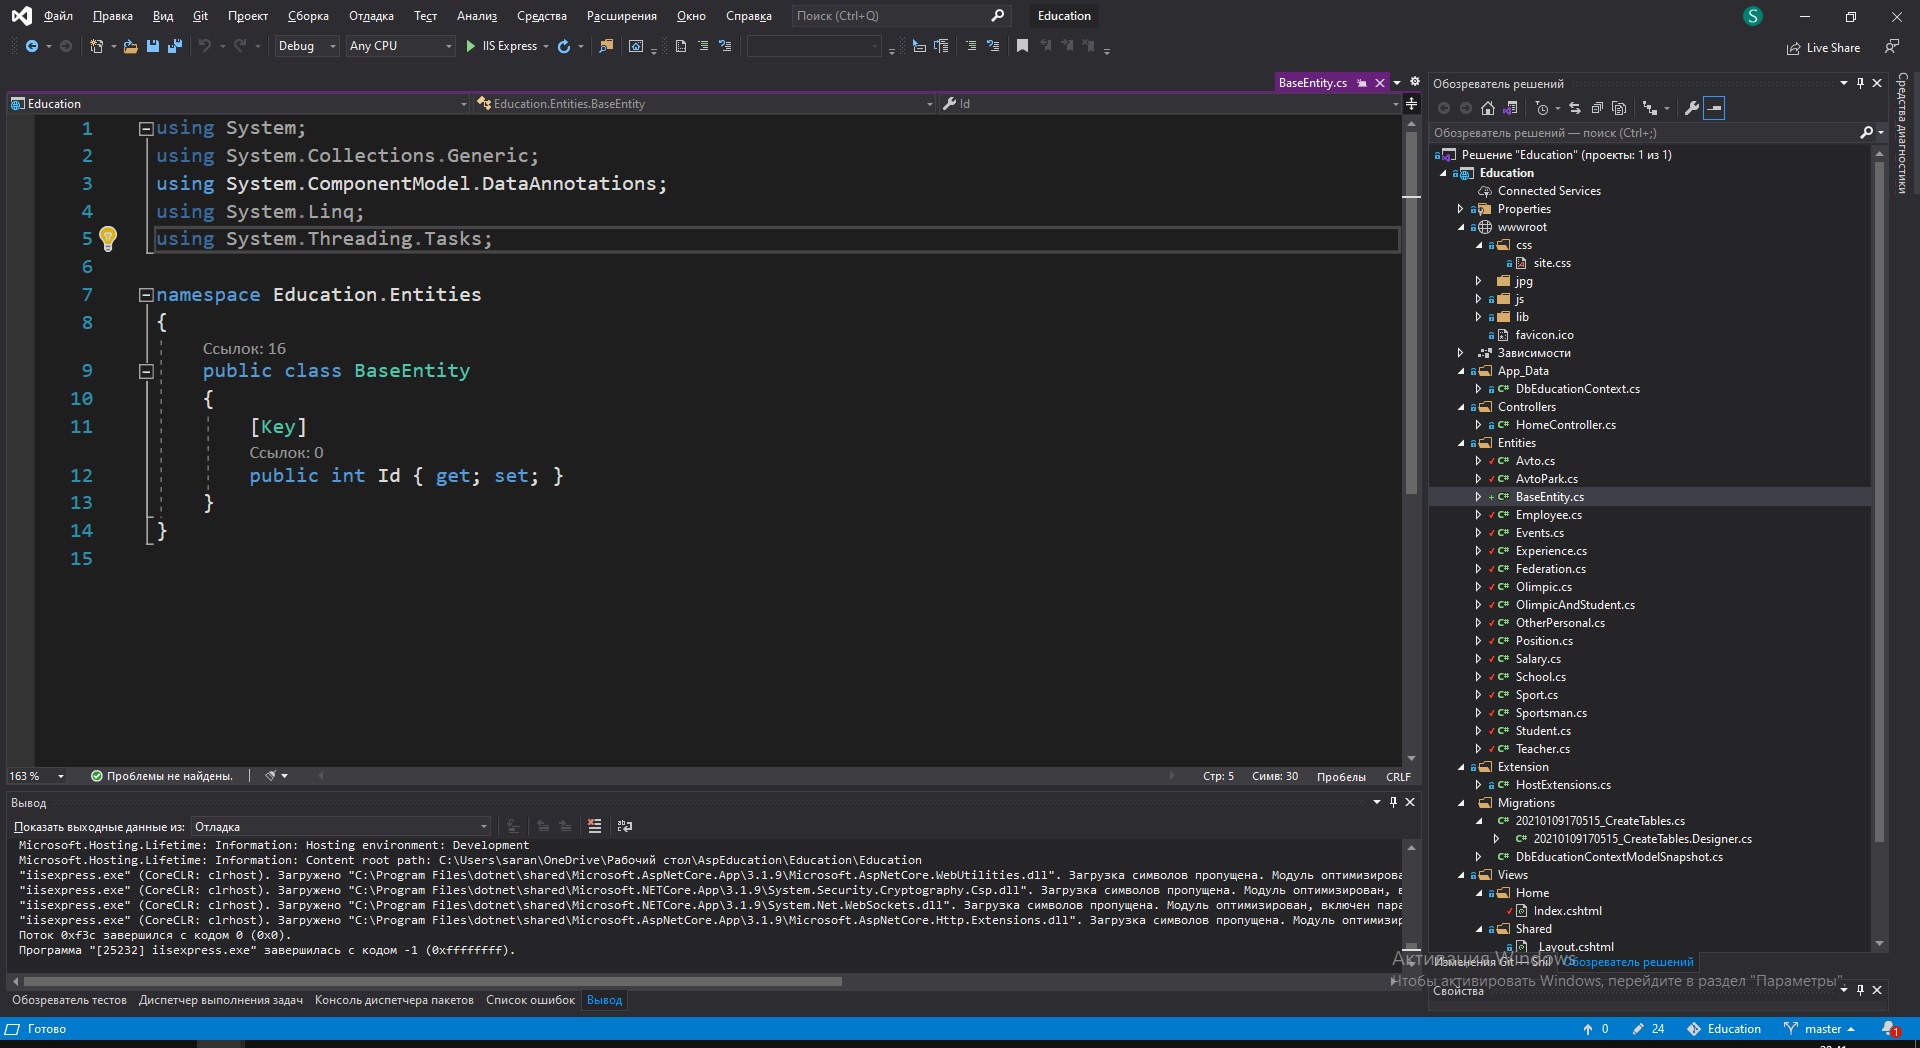 Файл Правка Вид Git Проект Сборка Отладка Тест Анализ Средства Расширения Окно Справка Поиск (Ctrl+Q) Education S
Debug Any CPU IIS Express Live Share
BaseEntity.cs
Education Education.Entities.BaseEntity Id
1 using System;
2 using System.Collections.Generic;
3 using System.ComponentModel.DataAnnotations;
4 using System.Linq;
5 using System.Threading.Tasks;
6
7 namespace Education.Entities
8 {
Ссылок: 16
9 public class BaseEntity
10 {
11 [Key]
Ссылок: 0
12 public int Id { get; set; }
13 }
14 }
15
163 % Проблемы не найдены. Стр: 5 Симв: 30 Пробелы CRLF
Вывод
Показать выходные данные из: Отладка
Microsoft.Hosting.Lifetime: Information: Hosting environment: Development
Microsoft.Hosting.Lifetime: Information: Content root path: C:\Users\saran\OneDrive\Рабочий стол\AspEducation\Education\Education
"iisexpress.exe" (CoreCLR: clrhost). Загружено "C:\Program Files\dotnet\shared\Microsoft.AspNetCore.App\3.1.9\Microsoft.AspNetCore.WebUtilities.dll". Загрузка символов пропущена. Модуль оптимизирова
"iisexpress.exe" (CoreCLR: clrhost). Загружено "C:\Program Files\dotnet\shared\Microsoft.NETCore.App\3.1.9\System.Security.Cryptography.Csp.dll". Загрузка символов пропущена. Модуль оптимизирован, в
"iisexpress.exe" (CoreCLR: clrhost). Загружено "C:\Program Files\dotnet\shared\Microsoft.NETCore.App\3.1.9\System.Net.WebSockets.dll". Загрузка символов пропущена. Модуль оптимизирован, включен пара
"iisexpress.exe" (CoreCLR: clrhost). Загружено "C:\Program Files\dotnet\shared\Microsoft.AspNetCore.App\3.1.9\Microsoft.AspNetCore.Http.Extensions.dll". Загрузка символов пропущена. Модуль оптимизир
Поток 0xf3c завершился с кодом 0 (0x0).
Программа "[25232] iisexpress.exe" завершилась с кодом -1 (0xffffffff).
Обозреватель тестов Диспетчер выполнения задач Консоль диспетчера пакетов Список ошибок Вывод
Обозреватель решений
Обозреватель решений — поиск (Ctrl+;)
Решение "Education" (проекты: 1 из 1)
Education
Connected Services
Properties
wwwroot
css
site.css
jpg
js
lib
favicon.ico
Зависимости
App_Data
C# DbEducationContext.cs
Controllers
C# HomeController.cs
Entities
C# Avto.cs
C# AvtoPark.cs
C# BaseEntity.cs
C# Employee.cs
C# Events.cs
C# Experience.cs
C# Federation.cs
C# Olimpic.cs
C# OlimpicAndStudent.cs
C# OtherPersonal.cs
C# Position.cs
C# Salary.cs
C# School.cs
C# Sport.cs
C# Sportsman.cs
C# Student.cs
C# Teacher.cs
Extension
C# HostExtensions.cs
Migrations
C# 20210109170515_CreateTables.cs
C# 20210109170515_CreateTables.Designer.cs
C# DbEducationContextModelSnapshot.cs
Views
Home
Index.cshtml
Shared
_Layout.cshtml
Изменения Git — Snil Обозреватель решений
Свойства
Средства диагностики
Активация Windows
Чтобы активировать Windows, перейдите в раздел "Параметры".
Готово 0 24 Education master 1